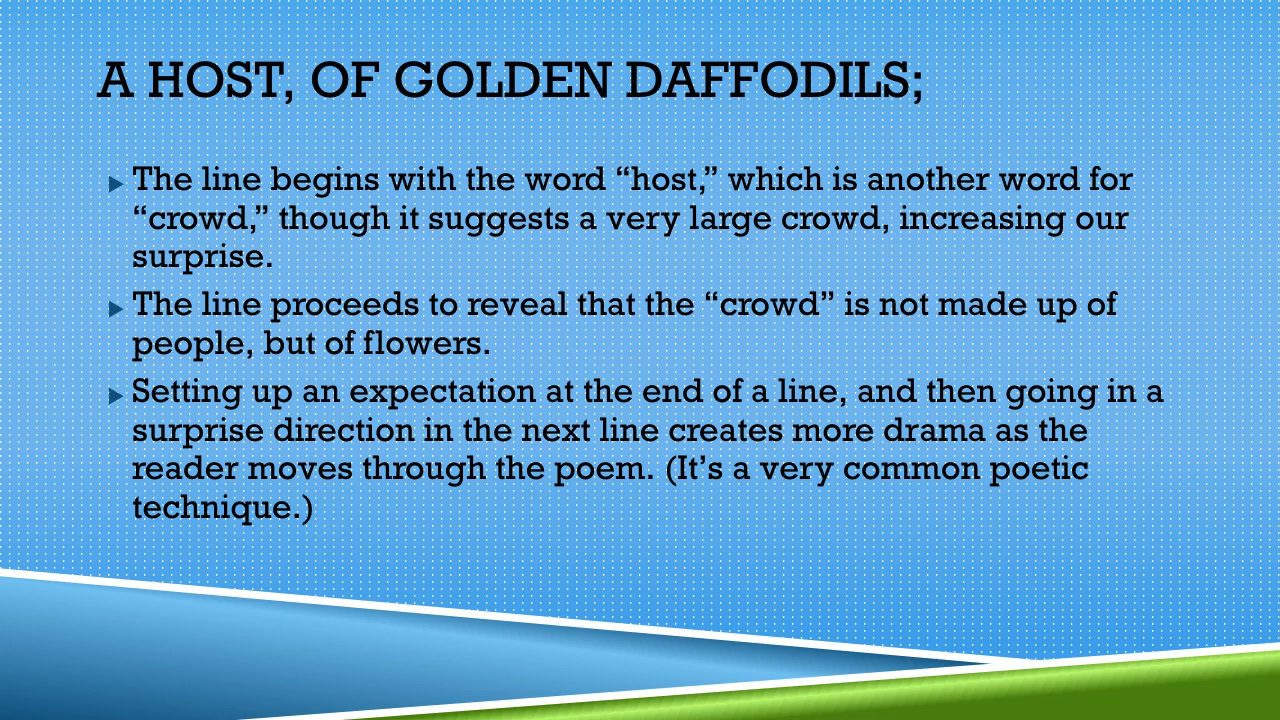 A HOST, OF GOLDEN DAFFODILS;
The line begins with the word “host,” which is another word for
“crowd,” though it suggests a very large crowd, increasing our
surprise.
The line proceeds to reveal that the “crowd” is not made up of
people, but of flowers.
Setting up an expectation at the end of a line, and then going in a
surprise direction in the next line creates more drama as the
reader moves through the poem. (It’s a very common poetic
technique.)